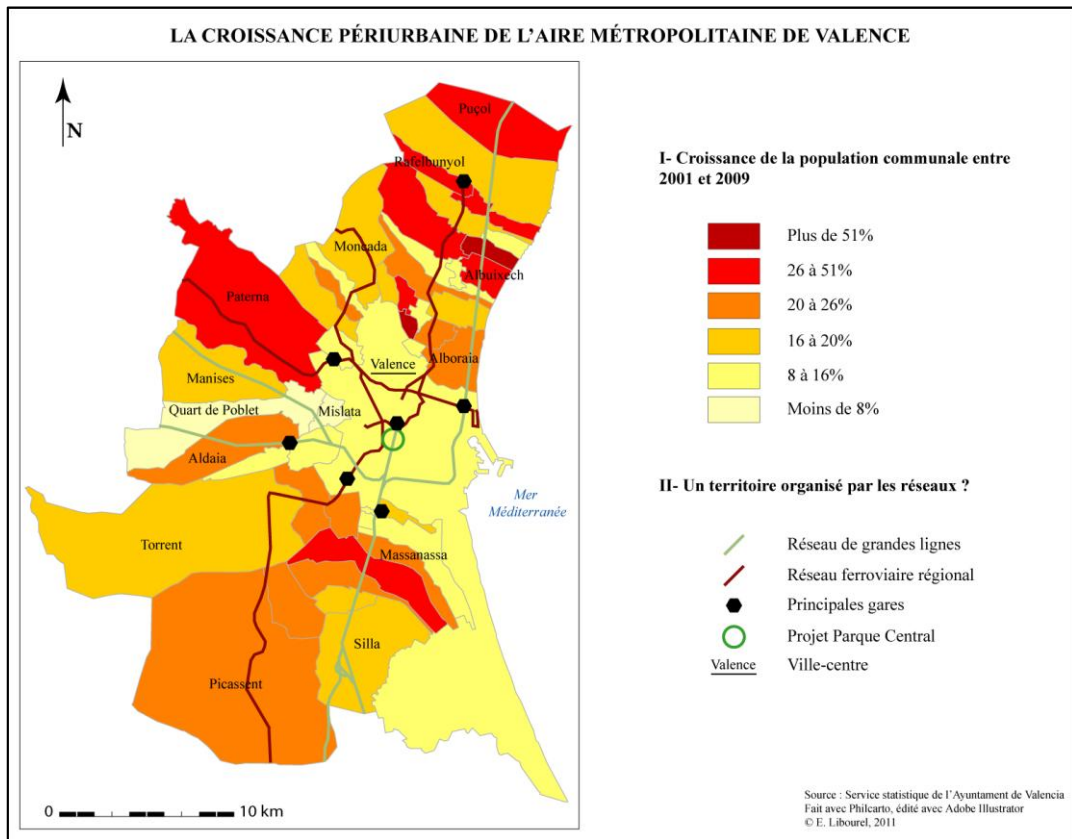 LA CROISSANCE PÉRIURBAINE DE L'AIRE MÉTROPOLITAINE DE VALENCE
N
Puçol
Rafelbunyol
Moncada
Albuixech
Paterna
Valence
Alboraia
Manises
Quart de Poblet
Mislata
Aldaia
Mer
Méditerranée
Torrent
Massanassa
Silla
Picassent
0 10 km
I- Croissance de la population communale entre
2001 et 2009
Plus de 51%
26 à 51%
20 à 26%
16 à 20%
8 à 16%
Moins de 8%
II- Un territoire organisé par les réseaux ?
Réseau de grandes lignes
Réseau ferroviaire régional
Principales gares
Projet Parque Central
Valence Ville-centre
Source : Service statistique de l'Ayuntament de Valencia
Fait avec Philcarto, édité avec Adobe Illustrator
© E. Libourel, 2011